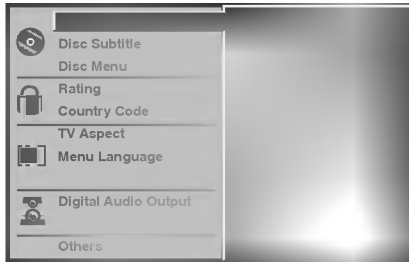 Disc Subtitle
Disc Menu
Rating
Country Code
TV Aspect
Menu Language
Digital Audio Output
Others